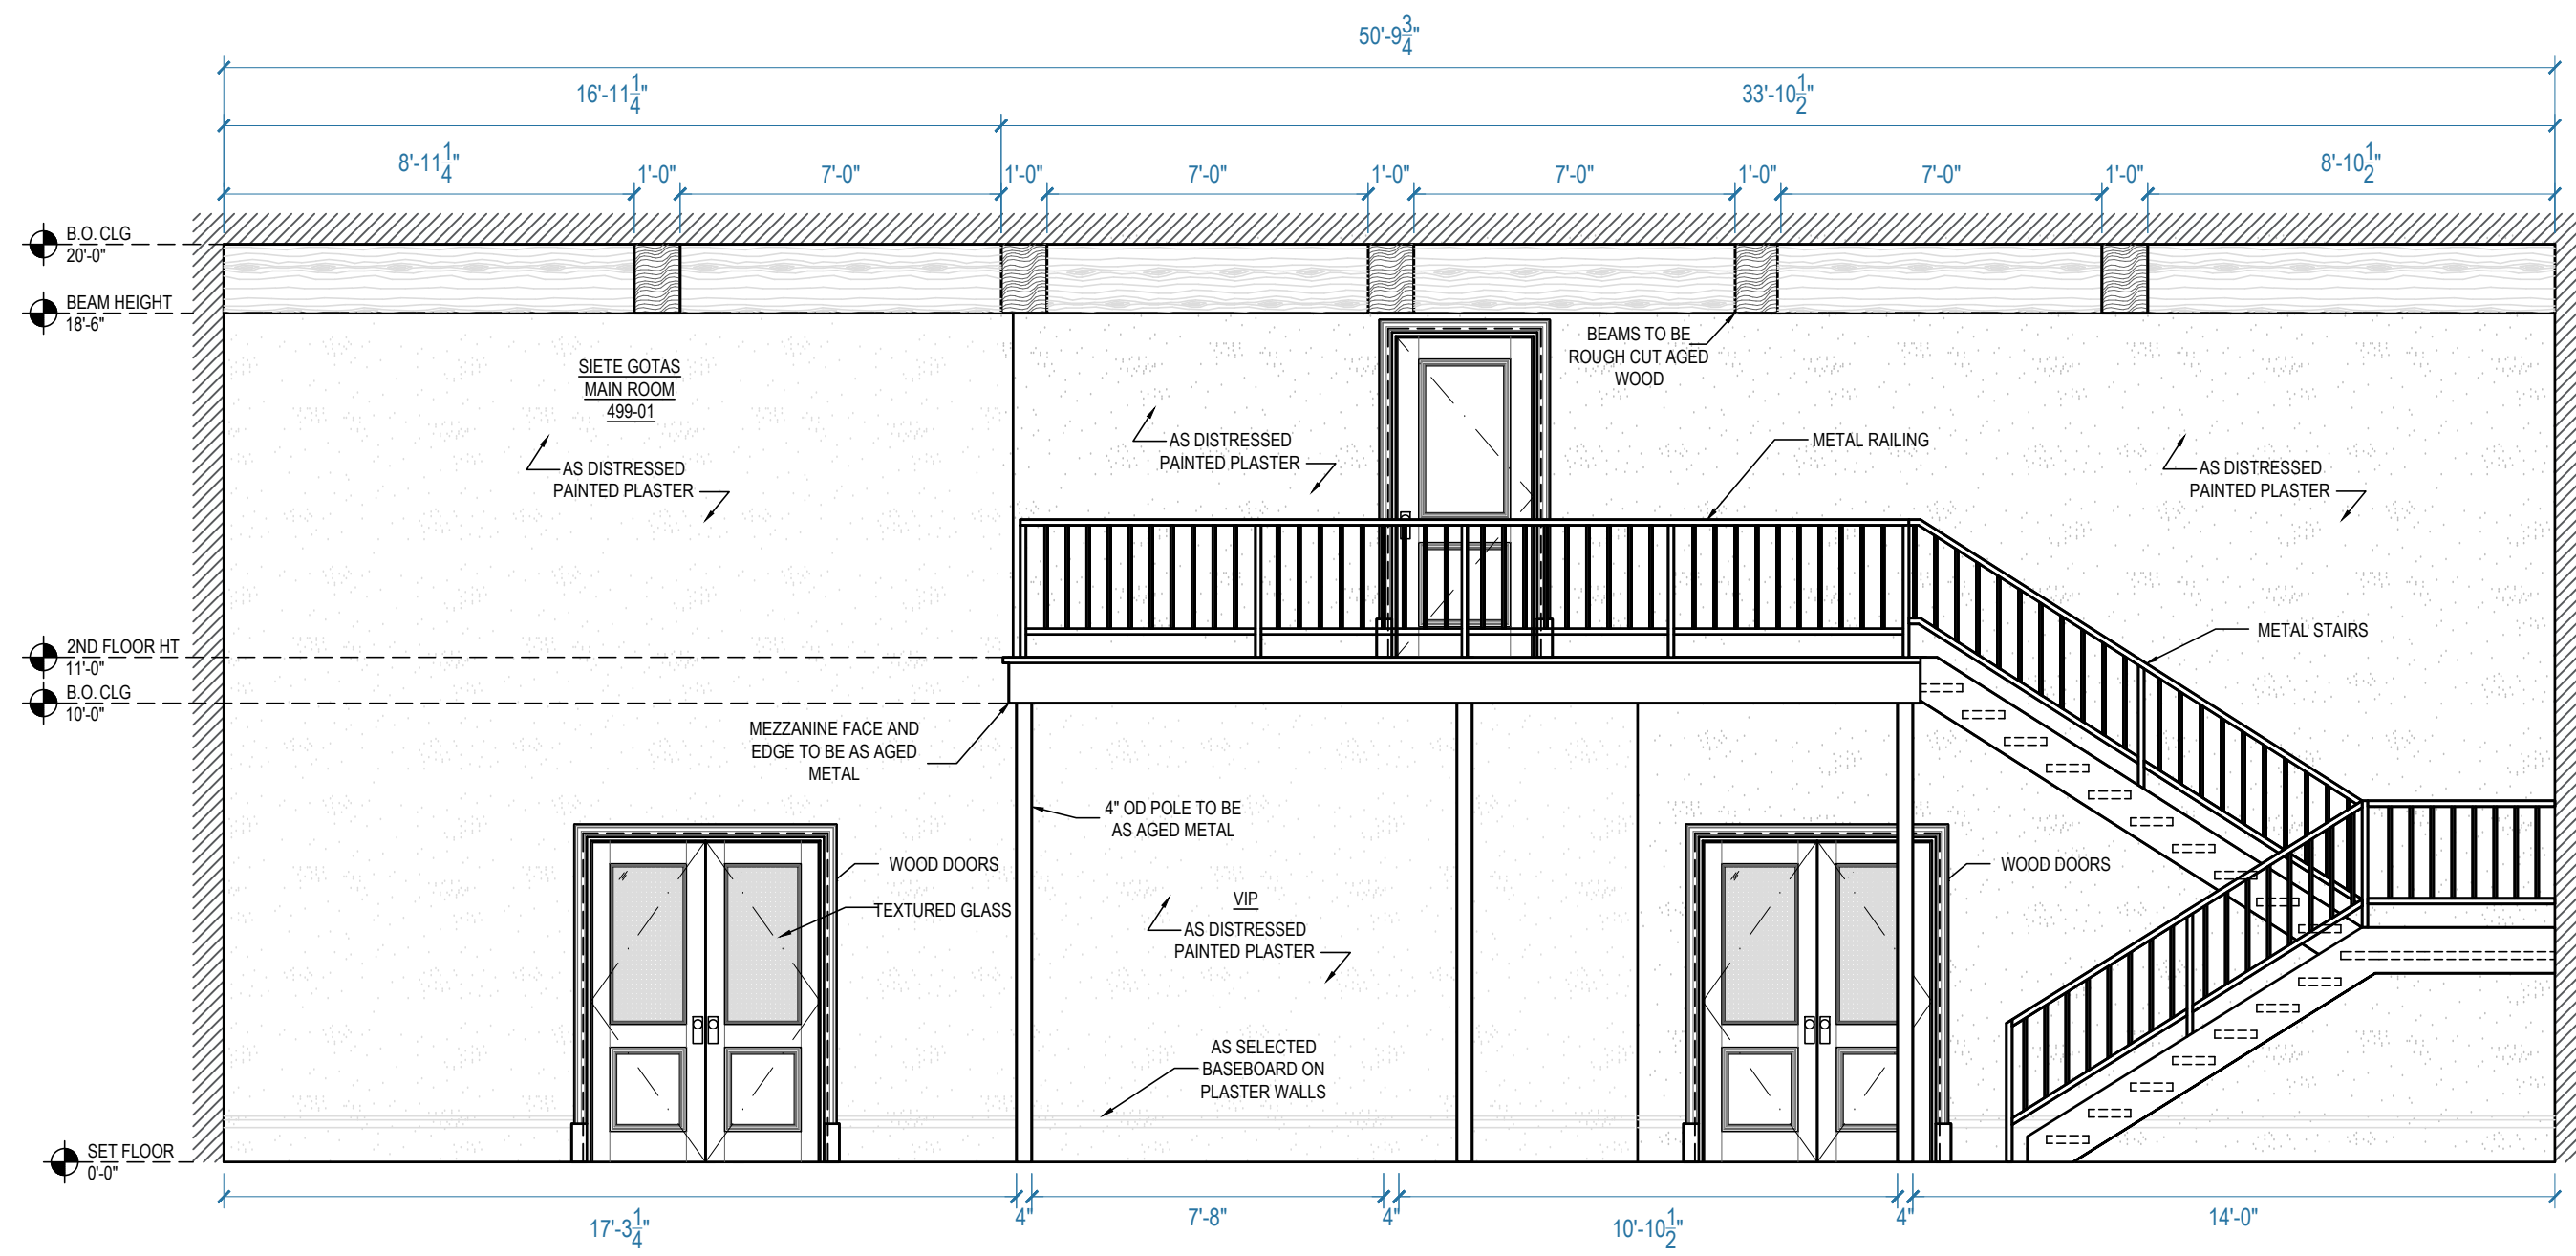 50'-9 3/4"
16'-11 1/4"
33'-10 1/2"
8'-11 1/4" 1'-0" 7'-0" 1'-0" 7'-0" 1'-0" 7'-0" 1'-0" 7'-0" 1'-0" 8'-10 1/2"
B.O. CLG
20'-0"
BEAM HEIGHT
18'-6"
SIETE GOTAS
MAIN ROOM
499-01
BEAMS TO BE
ROUGH CUT AGED
WOOD
AS DISTRESSED
PAINTED PLASTER
AS DISTRESSED
PAINTED PLASTER
METAL RAILING
AS DISTRESSED
PAINTED PLASTER
METAL STAIRS
2ND FLOOR HT
11'-0"
B.O. CLG
10'-0"
MEZZANINE FACE AND
EDGE TO BE AS AGED
METAL
4" OD POLE TO BE
AS AGED METAL
WOOD DOORS
TEXTURED GLASS
VIP
AS DISTRESSED
PAINTED PLASTER
WOOD DOORS
AS SELECTED
BASEBOARD ON
PLASTER WALLS
SET FLOOR
0'-0"
17'-3 1/4" 4" 7'-8" 4" 10'-10 1/2" 4" 14'-0"